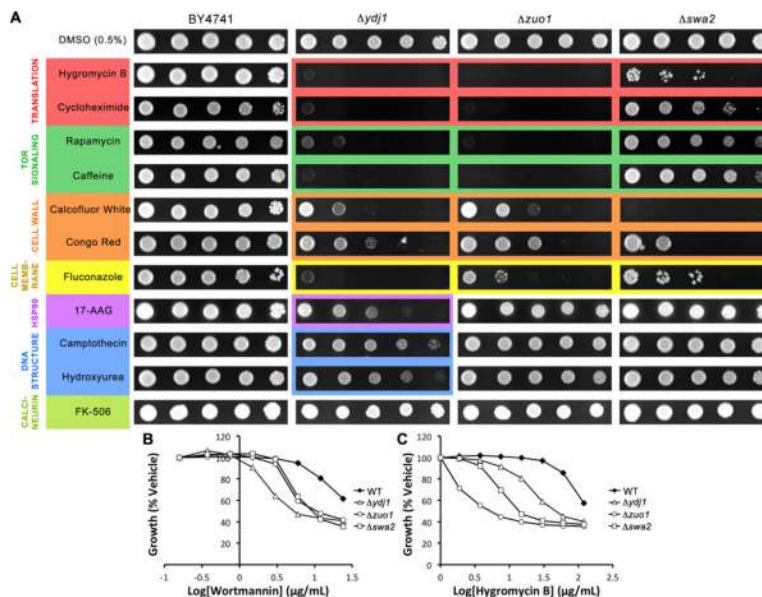 A
BY4741
Δydj1
Δzuo1
Δswa2
DMSO (0.5%)
TRANSLATION
Hygromycin B
Cycloheximide
TOR
SIGNALING
Rapamycin
Caffeine
CELL WALL
Calcofluor White
Congo Red
CELL
MEMB-
RANE
Fluconazole
HSP90
17-AAG
DNA
STRUCTURE
Camptothecin
Hydroxyurea
CALCI-
NEURIN
FK-506
B
Growth (% Vehicle)
120
100
80
60
40
20
0
-1
-0.5
0
0.5
1
1.5
Log[Wortmannin] (μg/mL)
WT
Δydj1
Δzuo1
Δswa2
C
Growth (% Vehicle)
120
100
80
60
40
20
0
0
0.5
1
1.5
2
2.5
Log[Hygromycin B] (μg/mL)
WT
Δydj1
Δzuo1
Δswa2